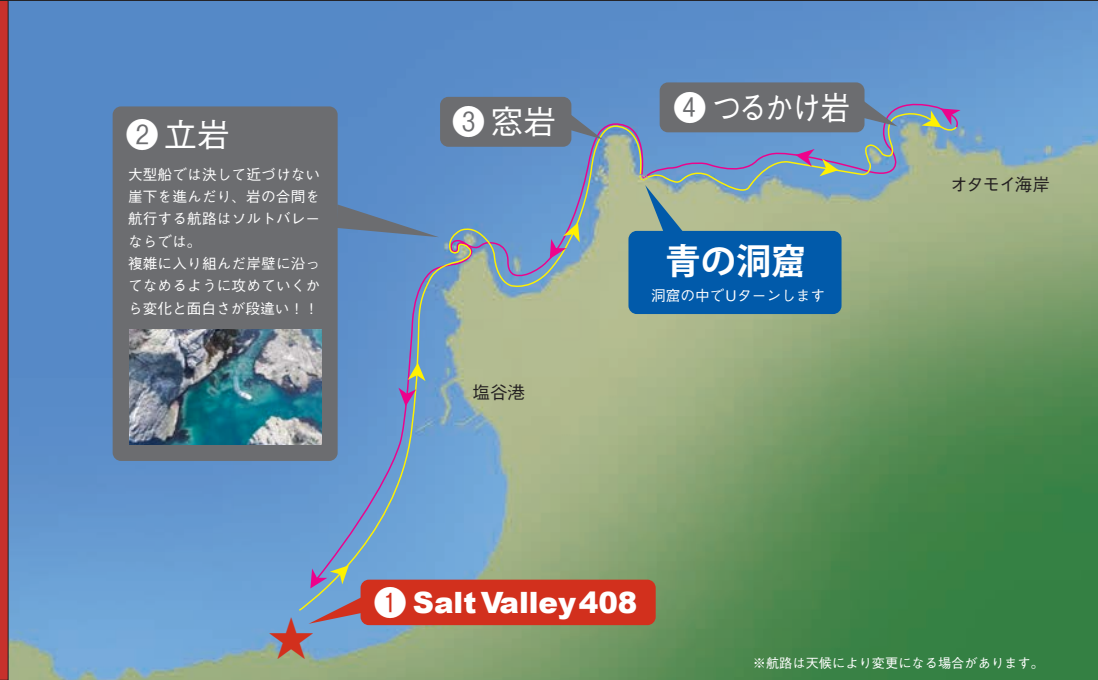 ❷ 立岩
大型船では決して近づけない
崖下を進んだり、岩の合間を
航行する航路はソルトバレー
ならでは。
複雑に入り組んだ岸壁に沿っ
てなめるように攻めていくか
ら変化と面白さが段違い！！
❸ 窓岩
❹ つるかけ岩
オタモイ海岸
青の洞窟
洞窟の中でUターンします
塩谷港
❶ Salt Valley 408
※航路は天候により変更になる場合があります。